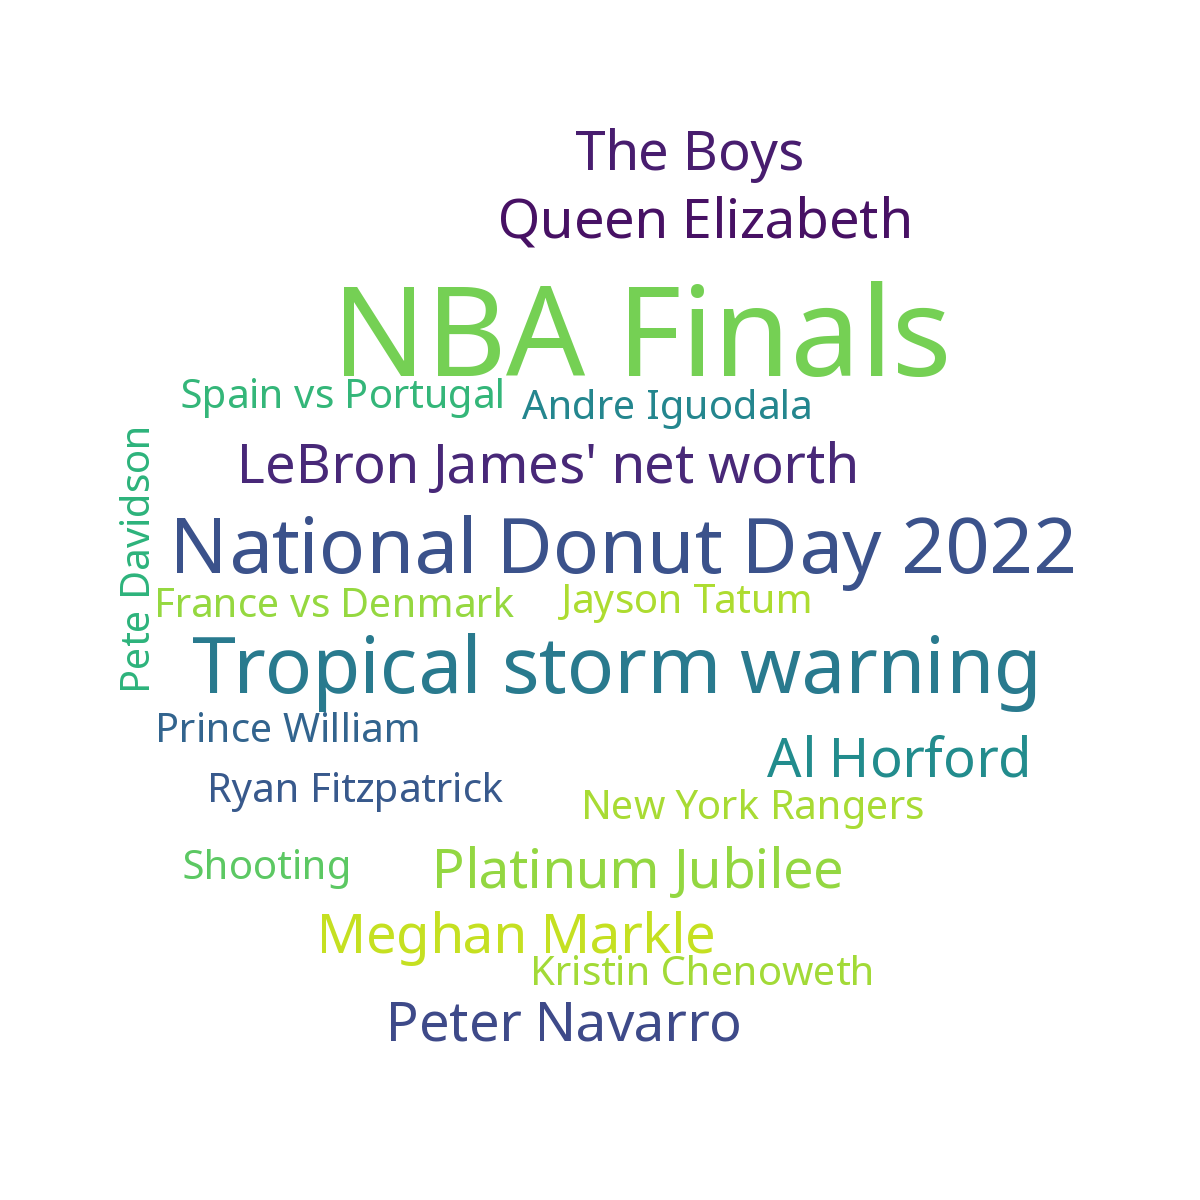 The Boys
Queen Elizabeth
NBA Finals
Spain vs Portugal
Andre Iguodala
LeBron James' net worth
Pete Davidson
National Donut Day 2022
France vs Denmark
Jayson Tatum
Tropical storm warning
Prince William
Al Horford
Ryan Fitzpatrick
New York Rangers
Shooting
Platinum Jubilee
Meghan Markle
Kristin Chenoweth
Peter Navarro